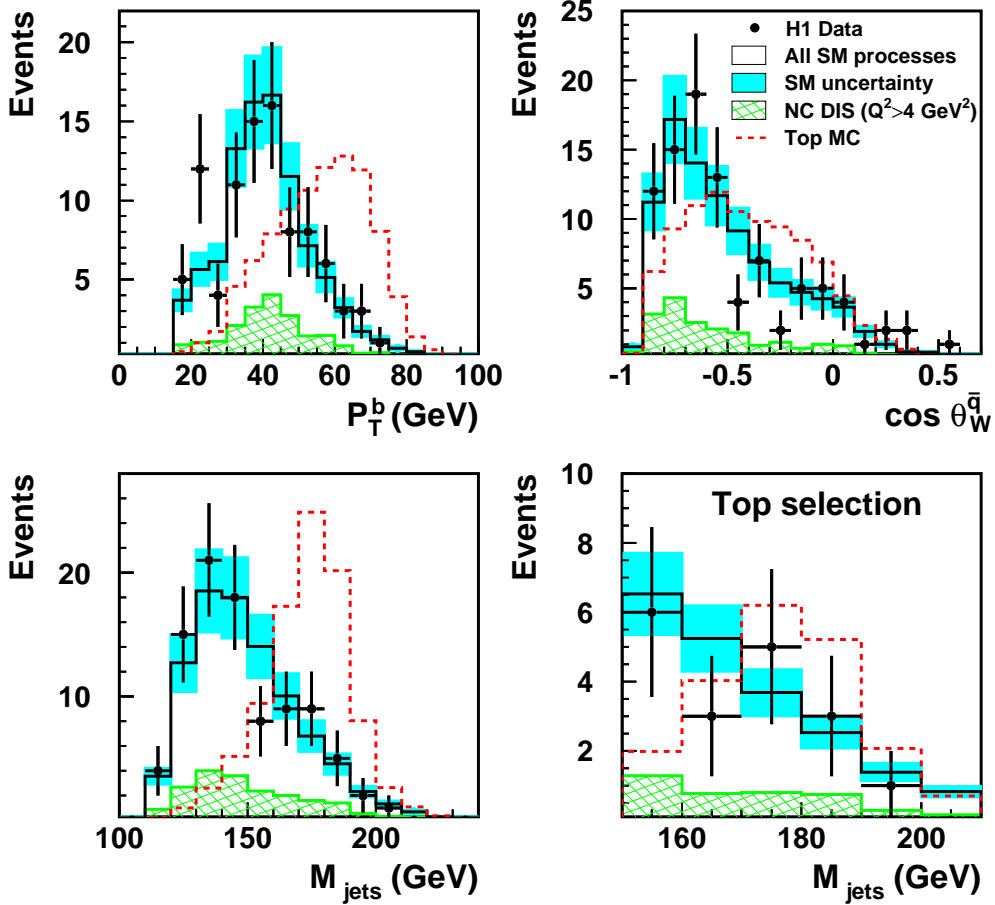 Events
20
15
10
5
0 20 40 60 80 100
P_T^b (GeV)
Events
25
20
15
10
5
-1 -0.5 0 0.5
cos θ_W^q̄
H1 Data
All SM processes
SM uncertainty
NC DIS (Q²>4 GeV²)
Top MC
Events
20
10
100 150 200
M_jets (GeV)
Events
10
8
6
4
2
160 180 200
M_jets (GeV)
Top selection